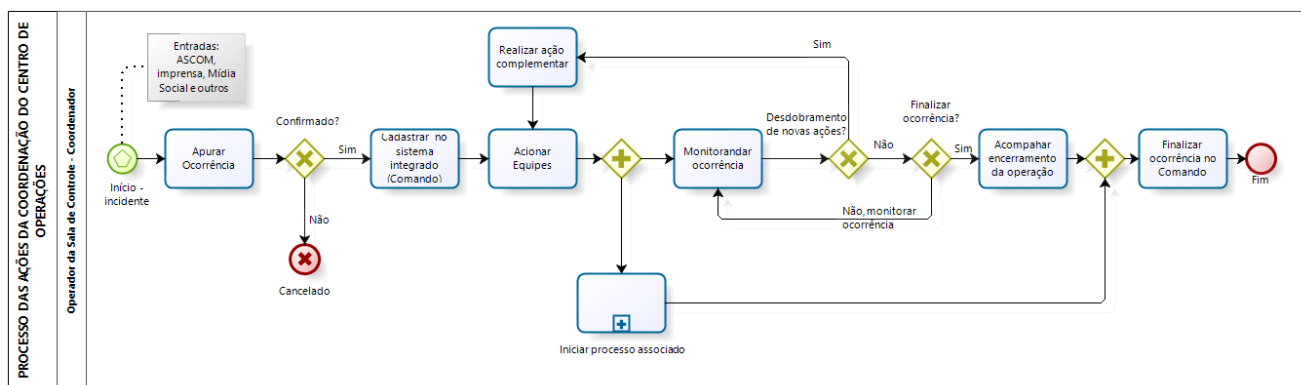 PROCESSO DAS AÇÕES DA COORDENAÇÃO DO CENTRO DE
OPERAÇÕES
Operador da Sala de Controle - Coordenador
Entradas:
ASCOM,
imprensa, Mídia
Social e outros
Início -
incidente
Apurar
Ocorrência
Confirmado?
Sim
Não
Cancelado
Cadastrar no
sistema
integrado
(Comando)
Realizar ação
complementar
Acionar
Equipes
Iniciar processo associado
Monitorandar
ocorrência
Sim
Desdobramento
de novas ações?
Não
Finalizar
ocorrência?
Sim
Não, monitorar
ocorrência
Acompahar
encerramento
da operação
Finalizar
ocorrência no
Comando
Fim